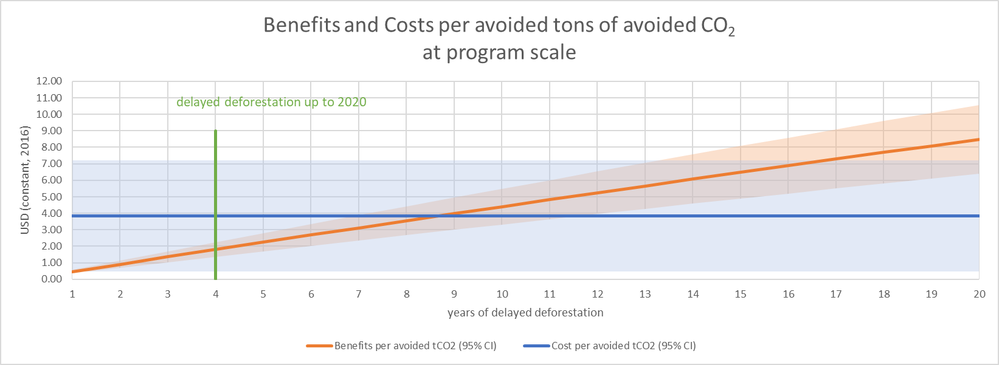 Benefits and Costs per avoided tons of avoided CO₂
at program scale
12.00
11.00
10.00
9.00
8.00
7.00
6.00
5.00
4.00
3.00
2.00
1.00
0.00
USD (constant, 2016)
delayed deforestation up to 2020
1 2 3 4 5 6 7 8 9 10 11 12 13 14 15 16 17 18 19 20
years of delayed deforestation
Benefits per avoided tCO2 (95% CI) Cost per avoided tCO2 (95% CI)